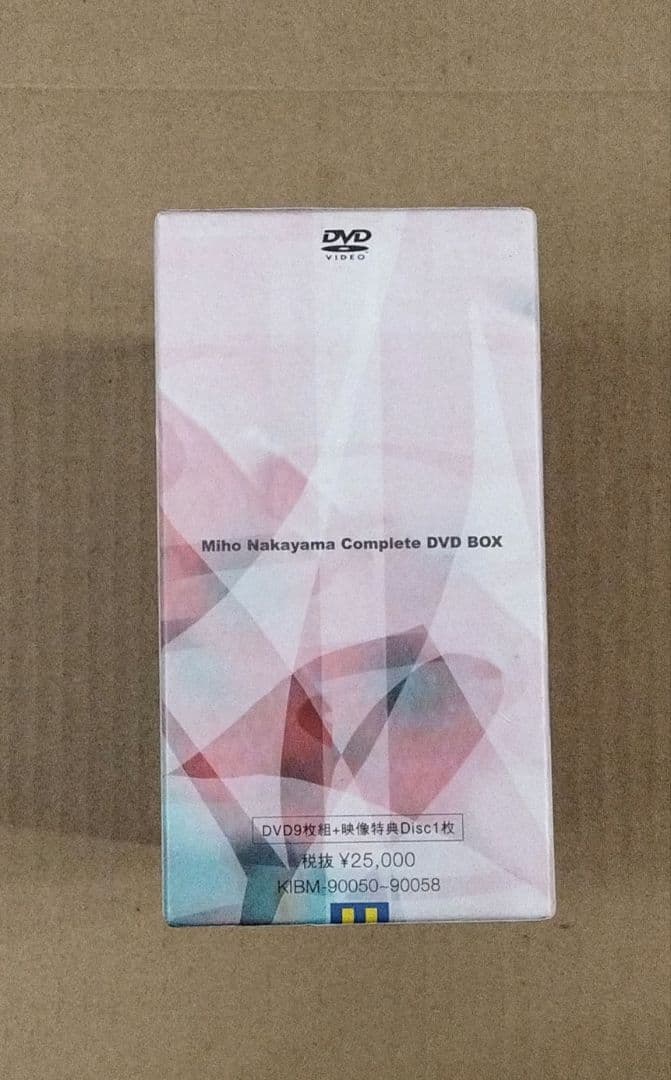 DVD
VIDEO
Miho Nakayama Complete DVD BOX
DVD9枚組+映像特典Disc1枚
税抜 ¥25,000
KIBM-90050~90058